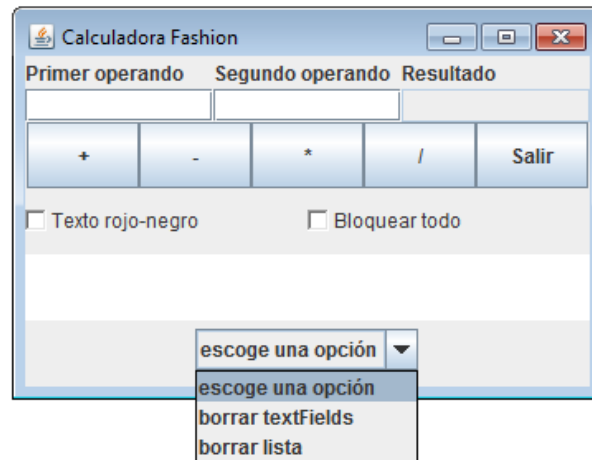 Calculadora Fashion
Primer operando Segundo operando Resultado
+ - * / Salir
Texto rojo-negro Bloquear todo
escoge una opción
escoge una opción
borrar textFields
borrar lista